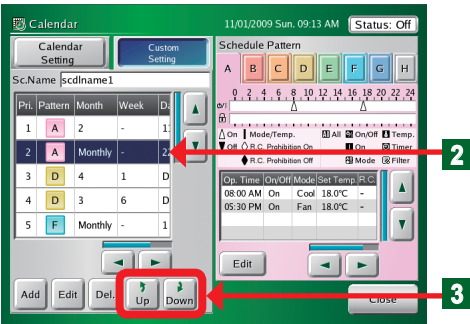 Calendar
11/01/2009 Sun. 09:13 AM
Status: Off
Calendar
Setting
Custom
Setting
Sc.Name scdlname1
Pri. Pattern Month Week
1 A 2 -
2 A Monthly -
3 D 4 1 D
4 D 3 6 D
5 F Monthly - 1
Add
Edit
Del.
Up
Down
Schedule Pattern
A B C D E F G H
0 2 4 6 8 10 12 14 16 18 20 22 24
On Mode/Temp. All On/Off Temp.
Off R.C. Prohibition On On Timer
R.C. Prohibition Off Mode Filter
Op. Time On/Off Mode Set Temp. R.C.
08:00 AM On Cool 18.0°C -
05:30 PM On Fan 18.0°C -
Edit
Close
2
3